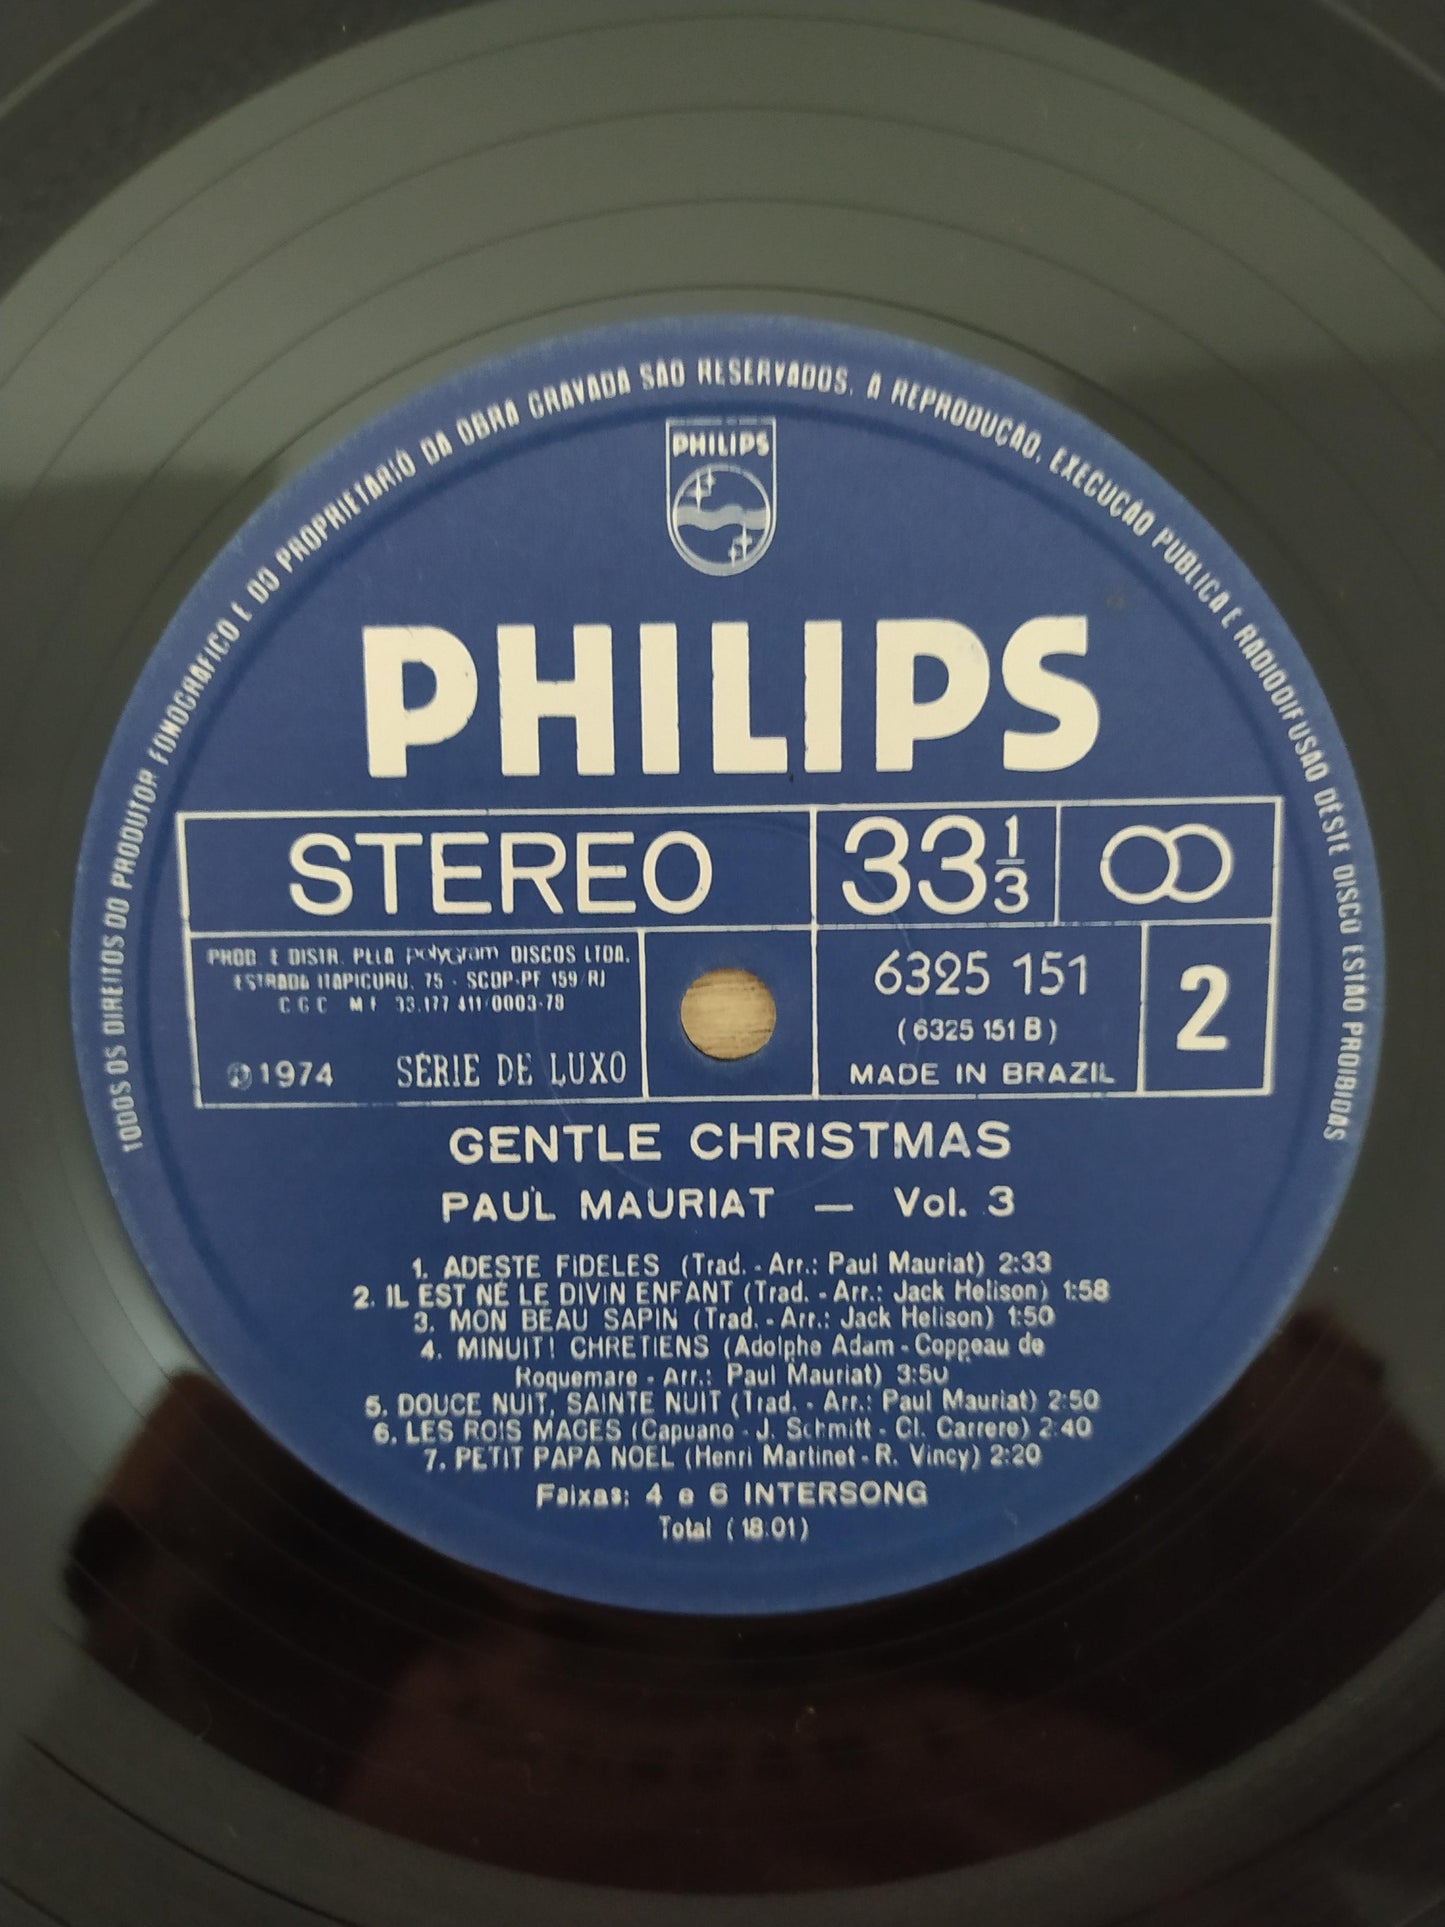 TODOS OS DIREITOS DO PRODUTOR FONOGRAFICO E DO PROPRIETARIO DA OBRA GRAVADA SÃO RESERVADOS. A REPRODUÇÃO, EXECUÇÃO PUBLICA E RADIODIFUSAO DESTE DISCO ESTAO PROIBIDAS
PHILIPS
PHILIPS
STEREO
33 1/3
PROD. E DISTR. PELA polygram DISCOS LTDA.
ESTRADA ITAPICURU, 75 - SCDP-PF 159/RJ
C G C M F 33.177 411/0003-78
℗ 1974 SÉRIE DE LUXO
6325 151
(6325 151 B)
MADE IN BRAZIL
2
GENTLE CHRISTMAS
PAUL MAURIAT — Vol. 3
1. ADESTE FIDELES (Trad. - Arr.: Paul Mauriat) 2:33
2. IL EST NÉ LE DIVIN ENFANT (Trad. - Arr.: Jack Helison) 1:58
3. MON BEAU SAPIN (Trad. - Arr.: Jack Helison) 1:50
4. MINUIT! CHRETIENS (Adolphe Adam - Coppeau de
Roquemare - Arr.: Paul Mauriat) 3:50
5. DOUCE NUIT, SAINTE NUIT (Trad. - Arr.: Paul Mauriat) 2:50
6. LES ROIS MAGES (Capuano - J. Schmitt - Cl. Carrere) 2:40
7. PETIT PAPA NOEL (Henri Martinet - R. Vincy) 2:20
Faixas: 4 e 6 INTERSONG
Total (18:01)